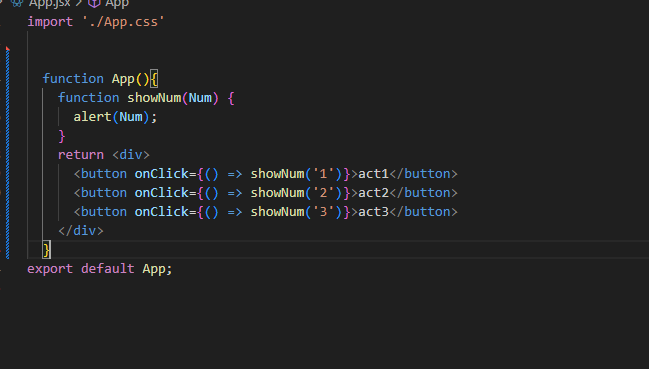 App.jsx > App
import './App.css'
function App(){
function showNum(Num) {
alert(Num);
}
return <div>
<button onClick={() => showNum('1')}>act1</button>
<button onClick={() => showNum('2')}>act2</button>
<button onClick={() => showNum('3')}>act3</button>
</div>
}
export default App;